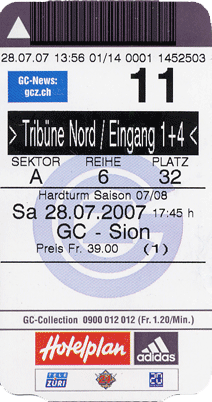 28.07.07 13:56 01/14 0001 1452503
GC-News:
gcz.ch
11
> Tribüne Nord / Eingang 1+4 <
SEKTOR REIHE PLATZ
A 6 32
Hardturm Saison 07/08
Sa 28.07.2007 17:45 h
GC - Sion
Preis Fr. 39.00 (1)
GC-Collection 0900 012 012 (Fr. 1.20/Min.)
Hotelplan adidas
TELE ZÜRI 20